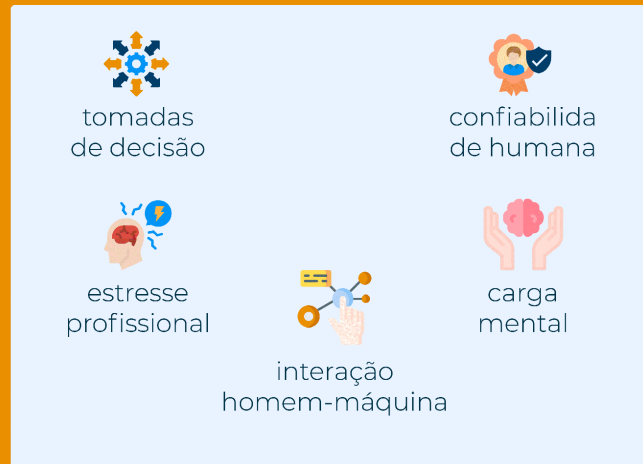 tomadas
de decisão
confiabilida
de humana
estresse
profissional
carga
mental
interação
homem-máquina